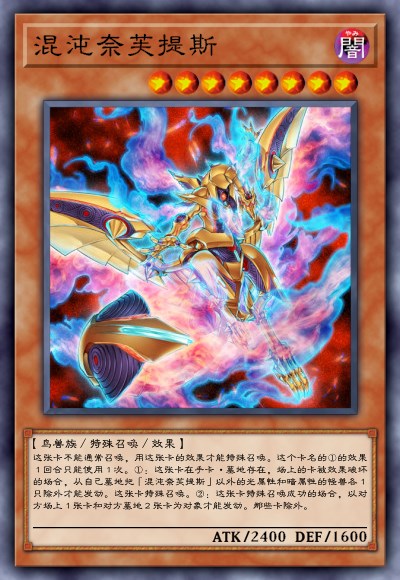 混沌奈芙提斯
やみ
闇
【鸟兽族/特殊召唤/效果】
这张卡不能通常召唤，用这张卡的效果才能特殊召唤。这个卡名的①的效果
1回合只能使用1次。①：这张卡在手卡·墓地存在，场上的卡被效果破坏
的场合，从自己墓地把「混沌奈芙提斯」以外的光属性和暗属性的怪兽各1
只除外才能发动。这张卡特殊召唤。②：这张卡特殊召唤成功的场合，以对
方场上1张卡和对方墓地2张卡为对象才能发动。那些卡除外。
ATK/2400 DEF/1600